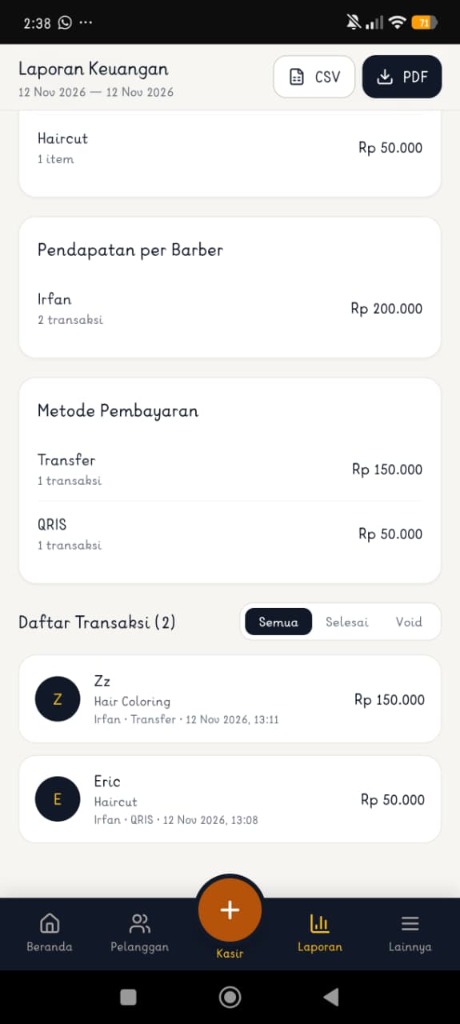 2:38
71
Laporan Keuangan
12 Nov 2026 — 12 Nov 2026
CSV
PDF
Haircut
1 item
Rp 50.000
Pendapatan per Barber
Irfan
2 transaksi
Rp 200.000
Metode Pembayaran
Transfer
1 transaksi
Rp 150.000
QRIS
1 transaksi
Rp 50.000
Daftar Transaksi (2)
Semua
Selesai
Void
Z
Zz
Hair Coloring
Irfan · Transfer · 12 Nov 2026, 13:11
Rp 150.000
E
Eric
Haircut
Irfan · QRIS · 12 Nov 2026, 13:08
Rp 50.000
Beranda
Pelanggan
Kasir
Laporan
Lainnya